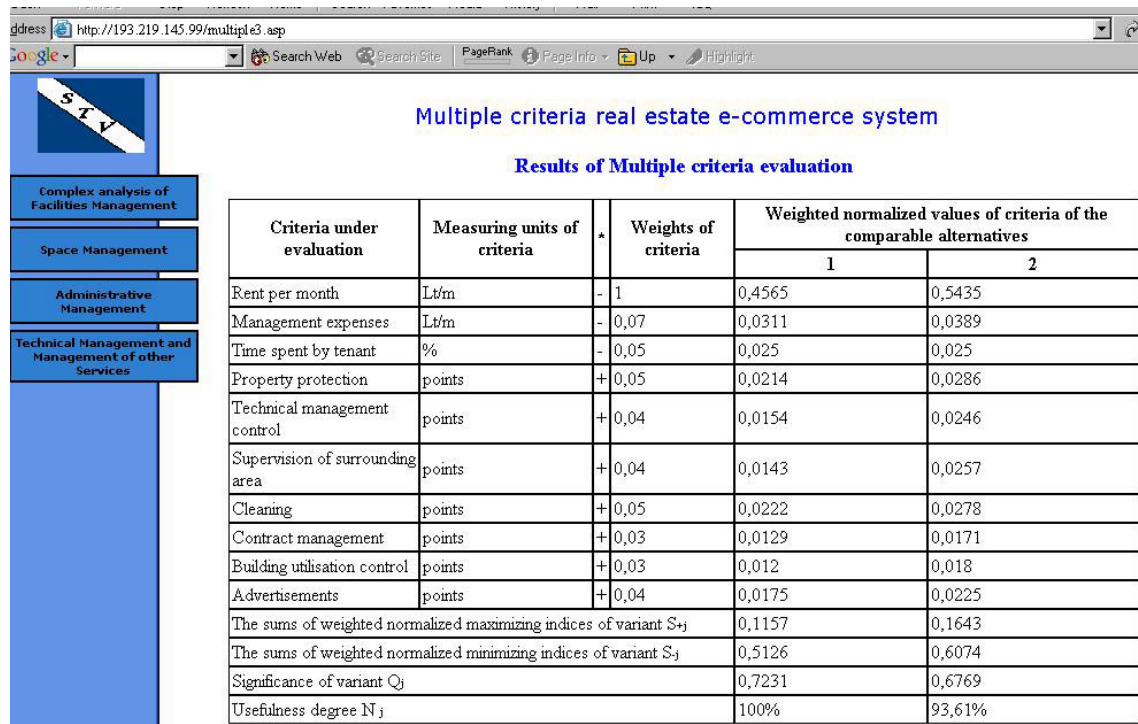 ddress http://193.219.145.99/multiple3.asp
Google Search Web Search Site PageRank Page Info Up Highlight
STV
Multiple criteria real estate e-commerce system
Results of Multiple criteria evaluation
Complex analysis of
Facilities Management
Space Management
Administrative
Management
Technical Management and
Management of other
Services
Criteria under evaluation Measuring units of criteria * Weights of criteria Weighted normalized values of criteria of the comparable alternatives
1 2
Rent per month Lt/m - 1 0,4565 0,5435
Management expenses Lt/m - 0,07 0,0311 0,0389
Time spent by tenant % - 0,05 0,025 0,025
Property protection points + 0,05 0,0214 0,0286
Technical management control points + 0,04 0,0154 0,0246
Supervision of surrounding area points + 0,04 0,0143 0,0257
Cleaning points + 0,05 0,0222 0,0278
Contract management points + 0,03 0,0129 0,0171
Building utilisation control points + 0,03 0,012 0,018
Advertisements points + 0,04 0,0175 0,0225
The sums of weighted normalized maximizing indices of variant S+j 0,1157 0,1643
The sums of weighted normalized minimizing indices of variant S-j 0,5126 0,6074
Significance of variant Qj 0,7231 0,6769
Usefulness degree N j 100% 93,61%